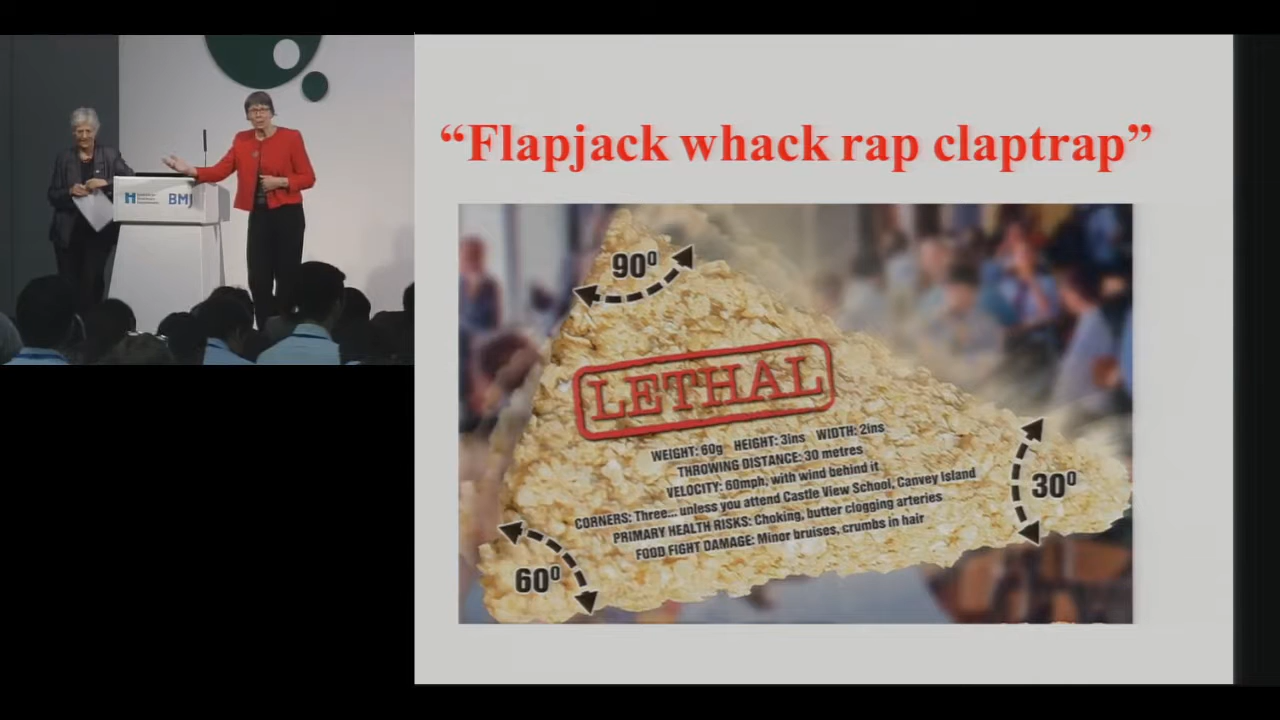 “Flapjack whack rap claptrap”
90⁰
LETHAL
WEIGHT: 60g HEIGHT: 3ins WIDTH: 2ins
THROWING DISTANCE: 30 metres
VELOCITY: 60mph, with wind behind it
CORNERS: Three... unless you attend Castle View School, Canvey Island
PRIMARY HEALTH RISKS: Choking, butter clogging arteries
FOOD FIGHT DAMAGE: Minor bruises, crumbs in hair
30⁰
60⁰
H
BMJ